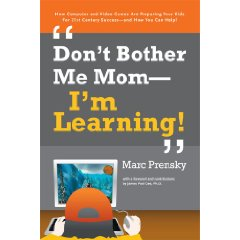 How Computer and Video Games Are Preparing Your Kids
For 21st Century Success—and How You Can Help!
“Don't Bother
Me Mom—
I'm
Learning!”
Marc Prensky
with a foreword and contributions
by James Paul Gee, Ph.D.